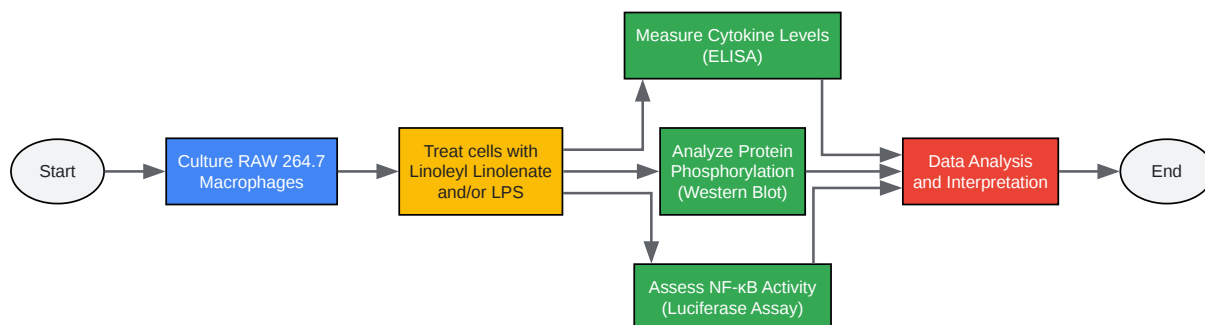 Start
Culture RAW 264.7
Macrophages
Treat cells with
Linoleyl Linolenate
and/or LPS
Measure Cytokine Levels
(ELISA)
Analyze Protein
Phosphorylation
(Western Blot)
Assess NF-κB Activity
(Luciferase Assay)
Data Analysis
and Interpretation
End